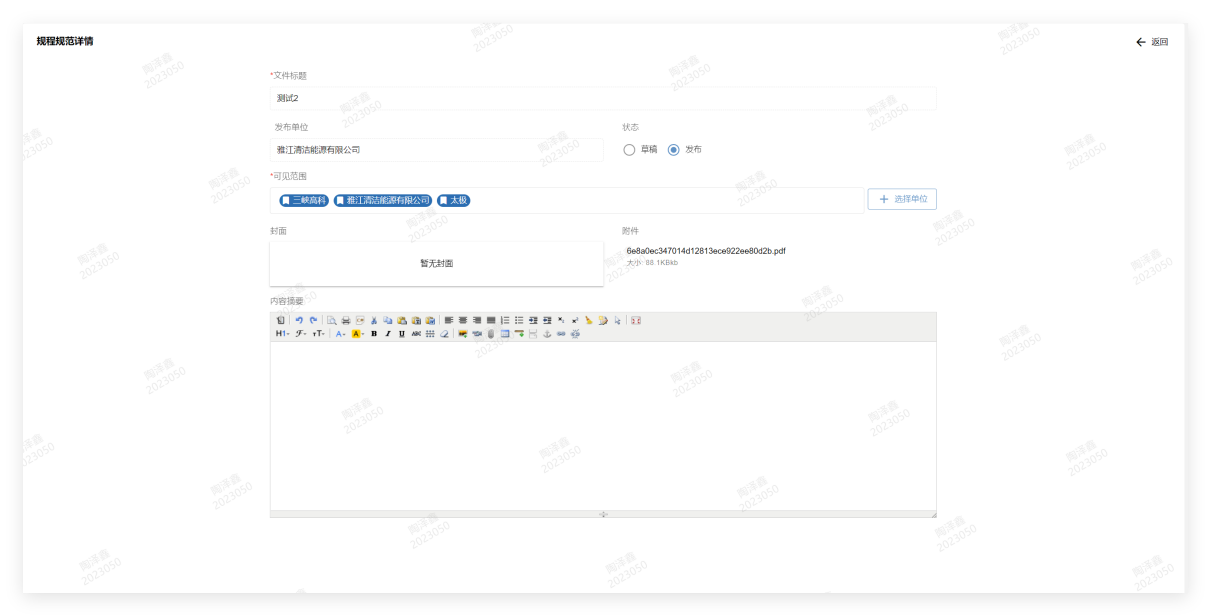 规程规范详情
返回
*文件标题
测试2
发布单位
状态
雅江清洁能源有限公司
草稿
发布
*可见范围
三峡高科
雅江清洁能源有限公司
太极
选择单位
封面
附件
暂无封面
6e8a0ec347014d12813ece922ee80d2b.pdf
大小: 88.1KBkb
内容摘要
陶泽鑫
2023050